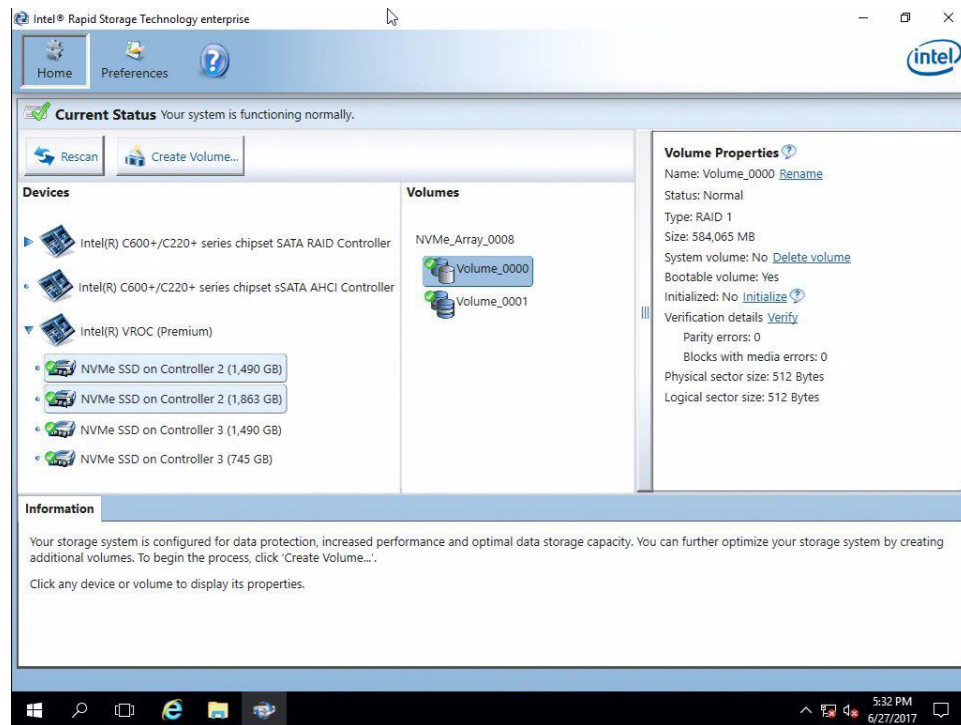 Intel® Rapid Storage Technology enterprise
Home
Preferences
intel
Current Status Your system is functioning normally.
Rescan
Create Volume...
Devices
Intel(R) C600+/C220+ series chipset SATA RAID Controller
Intel(R) C600+/C220+ series chipset sSATA AHCI Controller
Intel(R) VROC (Premium)
NVMe SSD on Controller 2 (1,490 GB)
NVMe SSD on Controller 2 (1,863 GB)
NVMe SSD on Controller 3 (1,490 GB)
NVMe SSD on Controller 3 (745 GB)
Volumes
NVMe_Array_0008
Volume_0000
Volume_0001
Volume Properties
Name: Volume_0000 Rename
Status: Normal
Type: RAID 1
Size: 584,065 MB
System volume: No Delete volume
Bootable volume: Yes
Initialized: No Initialize
Verification details Verify
Parity errors: 0
Blocks with media errors: 0
Physical sector size: 512 Bytes
Logical sector size: 512 Bytes
Information
Your storage system is configured for data protection, increased performance and optimal data storage capacity. You can further optimize your storage system by creating
additional volumes. To begin the process, click 'Create Volume...'.
Click any device or volume to display its properties.
5:32 PM
6/27/2017